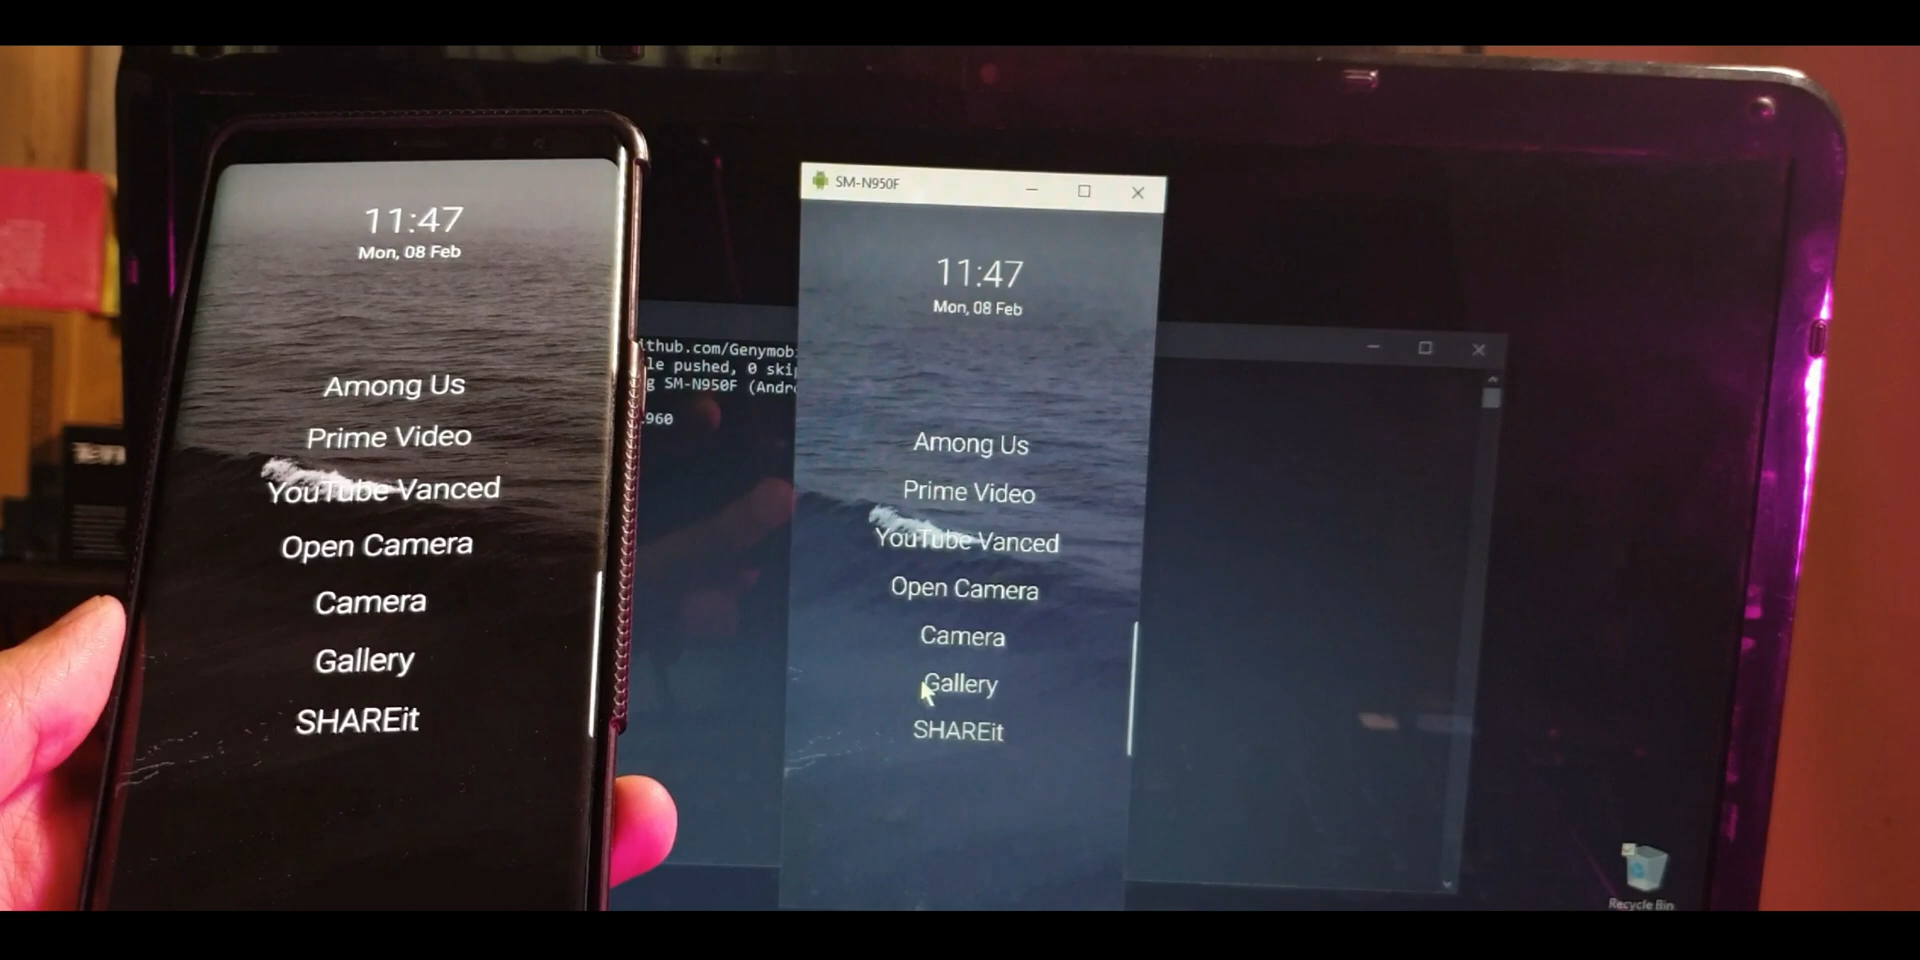 11:47
Mon, 08 Feb
Among Us
Prime Video
YouTube Vanced
Open Camera
Camera
Gallery
SHAREit
SM-N950F
11:47
Mon, 08 Feb
Among Us
Prime Video
YouTube Vanced
Open Camera
Camera
Gallery
SHAREit
ithub.com/Genymob
le pushed, 0 ski
g SM-N950F (Andr
960
Recycle Bin